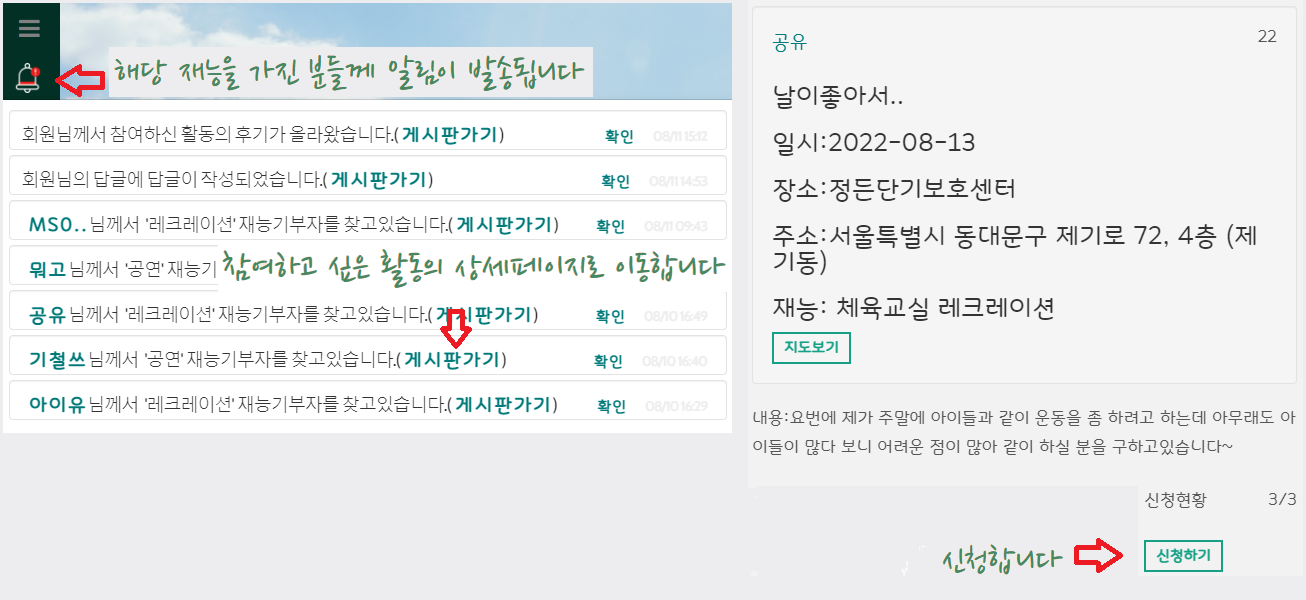 해당 재능을 가진 분들께 알림이 발송됩니다
회원님께서 참여하신 활동의 후기가 올라왔습니다.(게시판가기) 확인 08/11 15:12
회원님의 답글에 답글이 작성되었습니다.(게시판가기) 확인 08/11 14:53
MS0.. 님께서 '레크레이션' 재능기부자를 찾고있습니다.(게시판가기) 확인 08/11 09:43
뭐고 님께서 '공연' 재능기
참여하고 싶은 활동의 상세페이지로 이동합니다
공유 님께서 '레크레이션' 재능기부자를 찾고있습니다.(게시판가기) 확인 08/10 16:49
기철쓰 님께서 '공연' 재능기부자를 찾고있습니다.(게시판가기) 확인 08/10 16:40
아이유 님께서 '레크레이션' 재능기부자를 찾고있습니다.(게시판가기) 확인 08/10 16:29
공유 22
날이좋아서..
일시:2022-08-13
장소:정든단기보호센터
주소:서울특별시 동대문구 제기로 72, 4층 (제
기동)
재능: 체육교실 레크레이션
지도보기
내용:요번에 제가 주말에 아이들과 같이 운동을 좀 하려고 하는데 아무래도 아
이들이 많다 보니 어려운 점이 많아 같이 하실 분을 구하고있습니다~
신청현황 3/3
신청합니다 신청하기